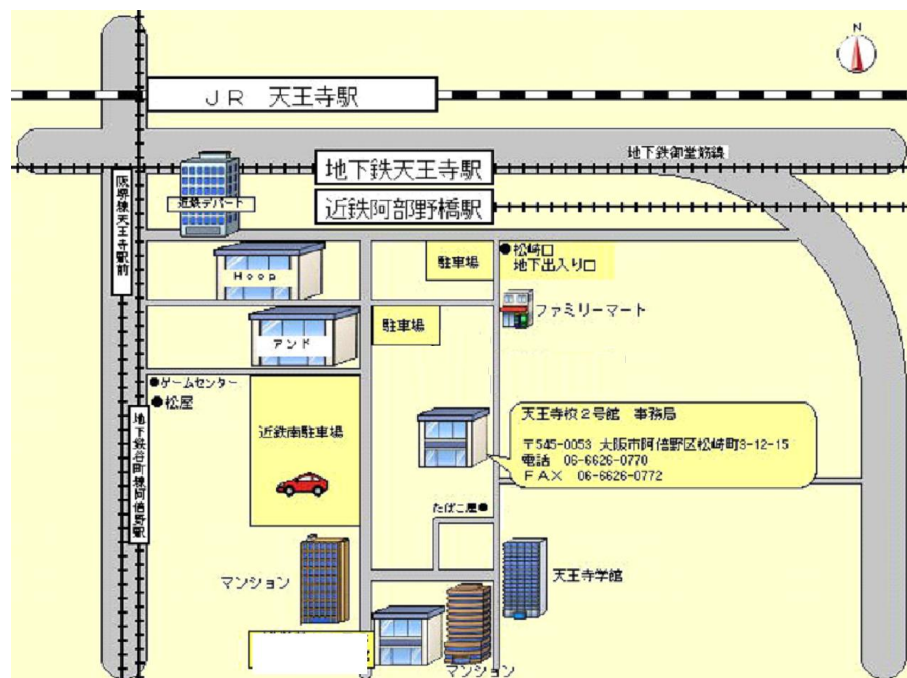 N
JR 天王寺駅
地下鉄御堂筋線
地下鉄天王寺駅
近鉄デパート
近鉄阿部野橋駅
阪堺線天王寺駅前
Hoop
駐車場
●松崎口
地下出入り口
ファミリーマート
アンド
駐車場
●ゲームセンター
●松屋
近鉄南駐車場
地下鉄谷町線阿倍野駅
天王寺校2号館 事務局
〒545-0053 大阪市阿倍野区松崎町3-12-15
電話 06-6626-0770
FAX 06-6626-0772
たばこ屋●
マンション
天王寺学館
マンション